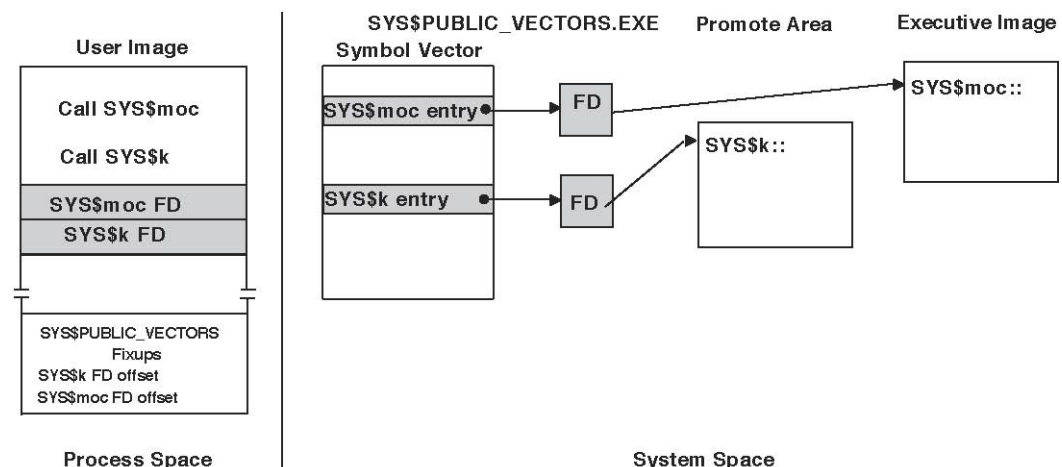 User Image
Call SYS$moc
Call SYS$k
SYS$moc FD
SYS$k FD
SYS$PUBLIC_VECTORS
Fixups
SYS$k FD offset
SYS$moc FD offset
Process Space
SYS$PUBLIC_VECTORS.EXE
Symbol Vector
SYS$moc entry
SYS$k entry
FD
FD
Promote Area
SYS$k::
Executive Image
SYS$moc::
System Space